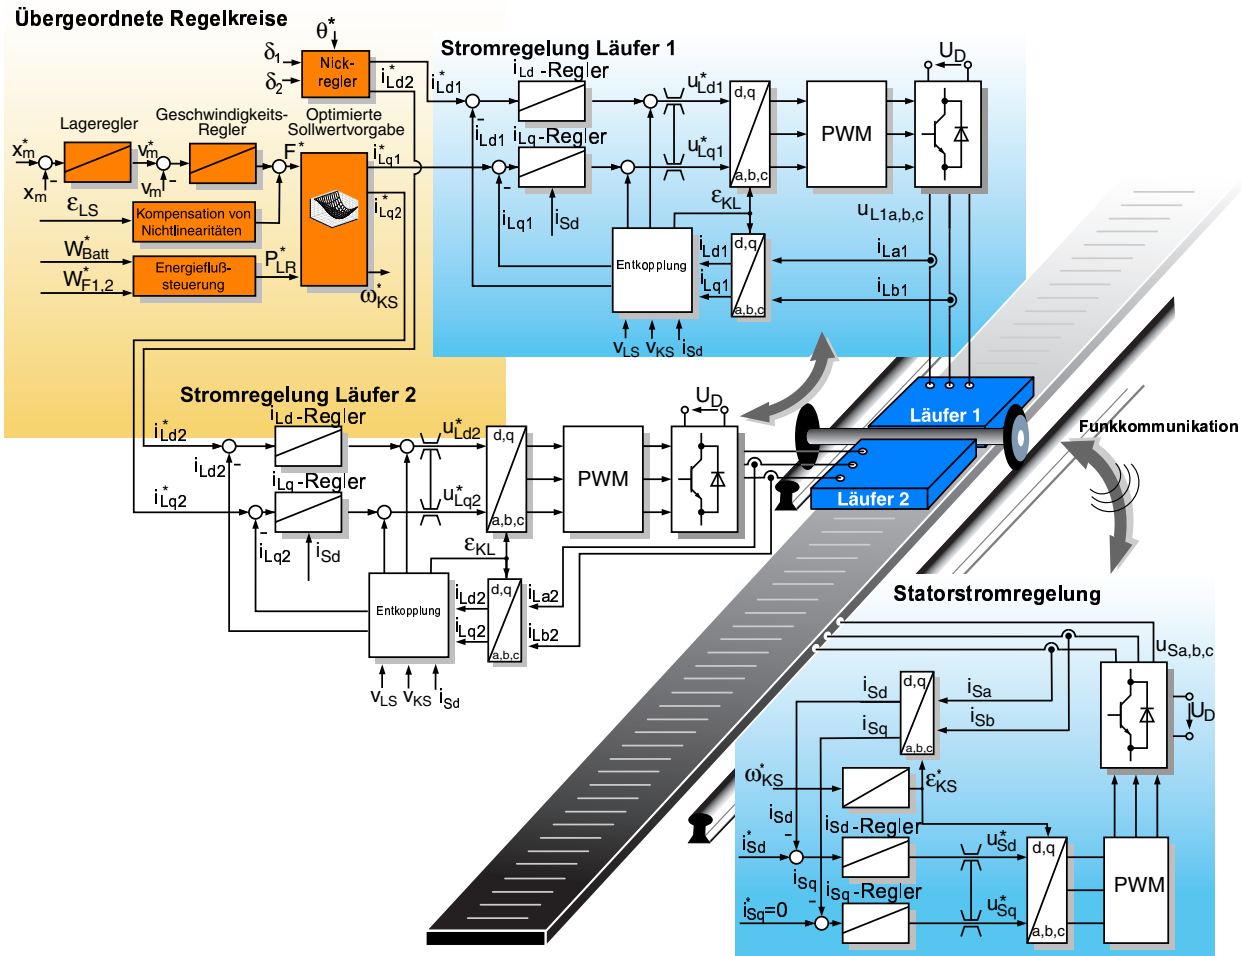 Übergeordnete Regelkreise
θ*
δ1
δ2
Nick-
regler
i*Ld2
Lageregler
Geschwindigkeits-
Regler
Optimierte
Sollwertvorgabe
x*m
xm
v*m
vm
F*
i*Lq1
i*Lq2
εLS
Kompensation von
Nichtlinearitäten
W*Batt
W*F1,2
Energiefluß-
steuerung
P*LR
ω*KS
Stromregelung Läufer 1
i*Ld1
iLd-Regler
u*Ld1
d,q
a,b,c
PWM
UD
iLd1
iLq-Regler
u*Lq1
iLq1
iSd
εKL
uL1a,b,c
Entkopplung
iLd1
iLq1
d,q
a,b,c
iLa1
iLb1
vLS
vKS
iSd
Stromregelung Läufer 2
i*Ld2
iLd-Regler
u*Ld2
d,q
a,b,c
PWM
UD
iLd2
iLq-Regler
i*Lq2
u*Lq2
iLq2
iSd
εKL
Entkopplung
iLd2
iLq2
d,q
a,b,c
iLa2
iLb2
vLS
vKS
iSd
Läufer 1
Läufer 2
Funkkommunikation
Statorstromregelung
uSa,b,c
iSd
iSq
d,q
a,b,c
iSa
iSb
UD
ω*KS
ε*KS
iSd
iSd-Regler
i*Sd
u*Sd
d,q
a,b,c
PWM
iSq
iSq-Regler
i*Sq=0
u*Sq